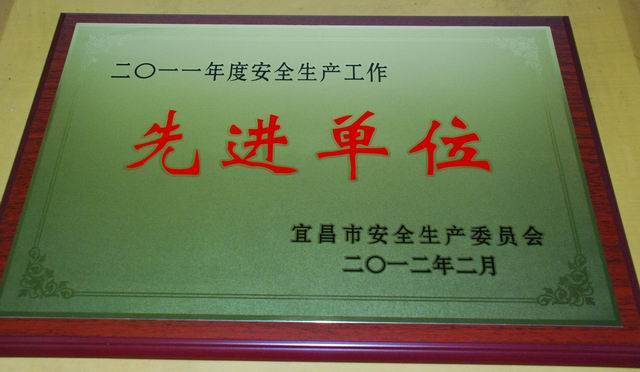 二〇一一年度安全生产工作
先进单位
宜昌市安全生产委员会
二〇一二年二月